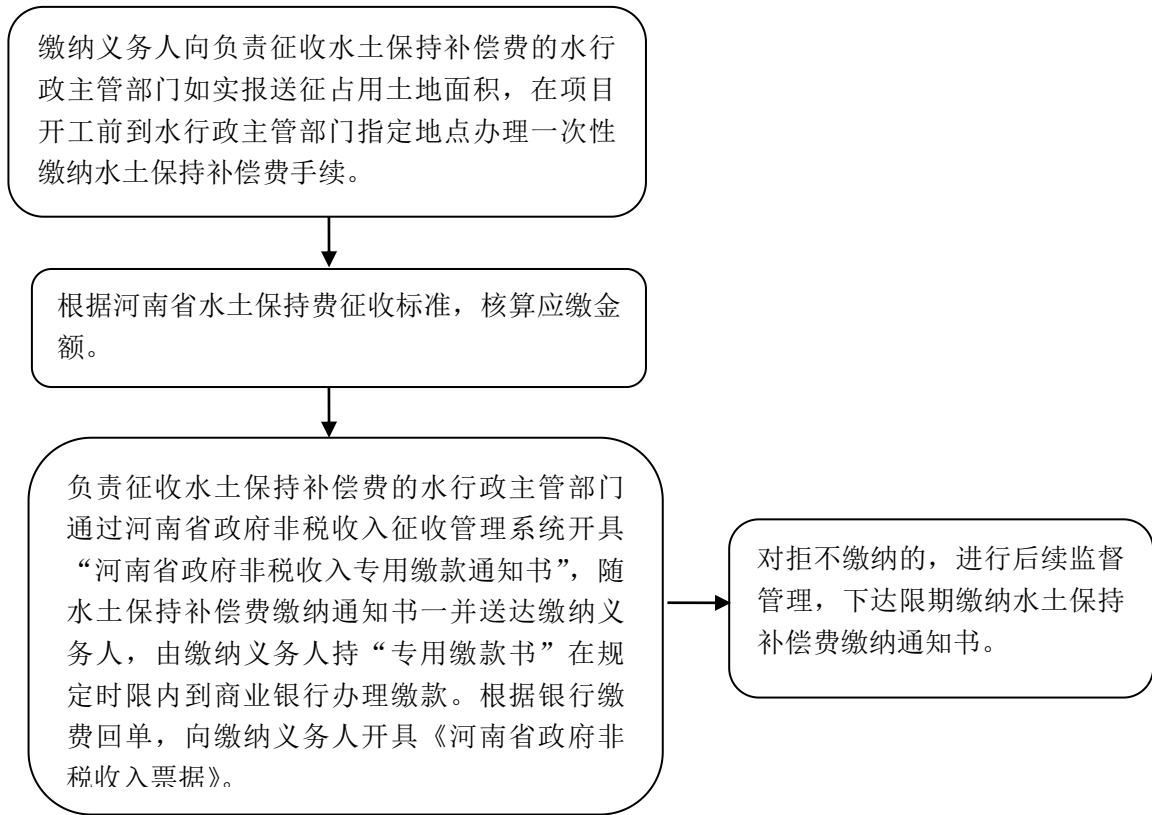 缴纳义务人向负责征收水土保持补偿费的水行
政主管部门如实报送征占用土地面积，在项目
开工前到水行政主管部门指定地点办理一次性
缴纳水土保持补偿费手续。
根据河南省水土保持费征收标准，核算应缴金
额。
负责征收水土保持补偿费的水行政主管部门
通过河南省政府非税收入征收管理系统开具
“河南省政府非税收入专用缴款通知书”，随
水土保持补偿费缴纳通知书一并送达缴纳义
务人，由缴纳义务人持“专用缴款书”在规
定时限内到商业银行办理缴款。根据银行缴
费回单，向缴纳义务人开具《河南省政府非
税收入票据》。
对拒不缴纳的，进行后续监督
管理，下达限期缴纳水土保持
补偿费缴纳通知书。